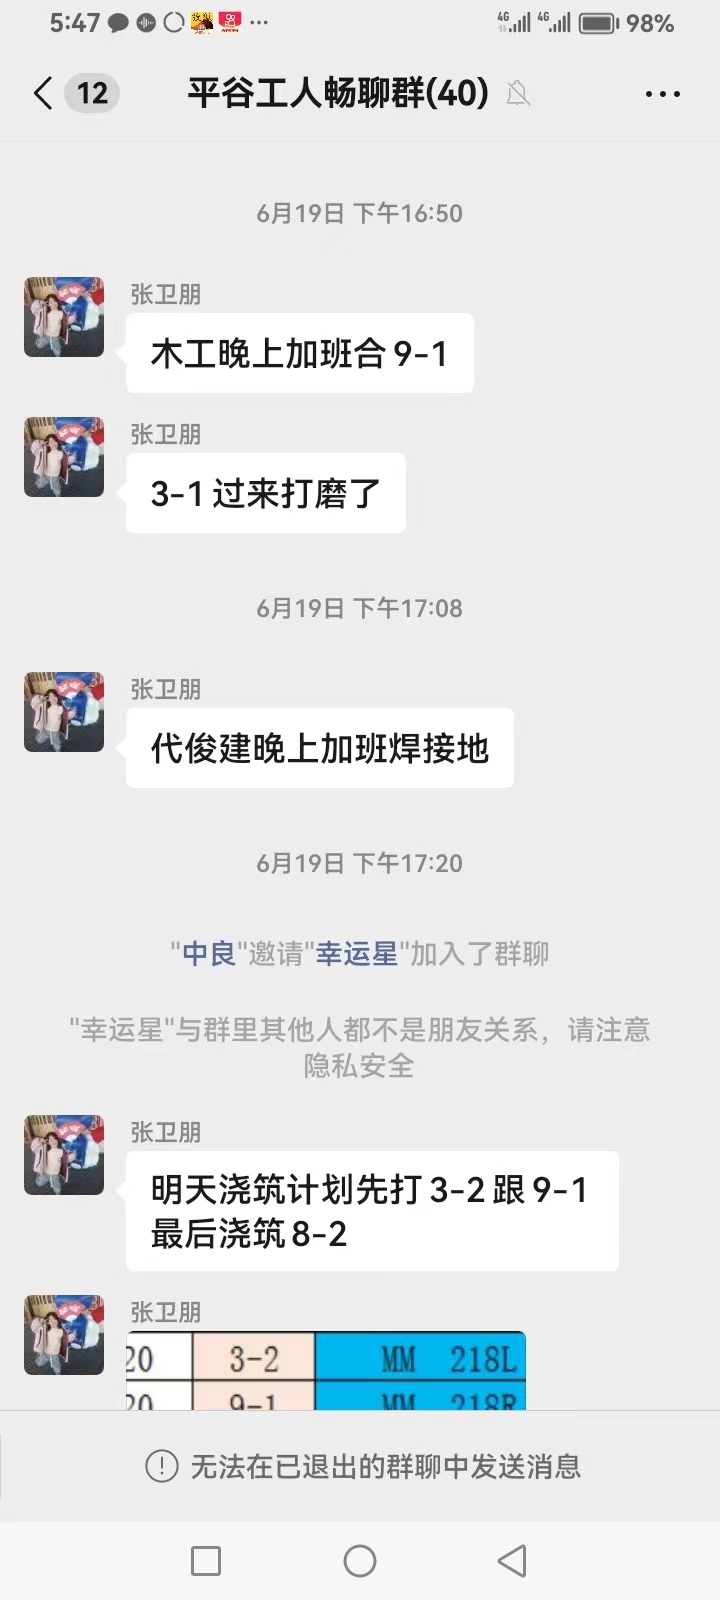 5:47
4G 4G 98%
12 平谷工人畅聊群(40)
6月19日 下午16:50
张卫朋
木工晚上加班合9-1
张卫朋
3-1过来打磨了
6月19日 下午17:08
张卫朋
代俊建晚上加班焊接地
6月19日 下午17:20
"中良"邀请"幸运星"加入了群聊
"幸运星"与群里其他人都不是朋友关系，请注意
隐私安全
张卫朋
明天浇筑计划先打3-2跟9-1
最后浇筑8-2
张卫朋
20 3-2 MM 218L
20 9-1 MM 218R
无法在已退出的群聊中发送消息